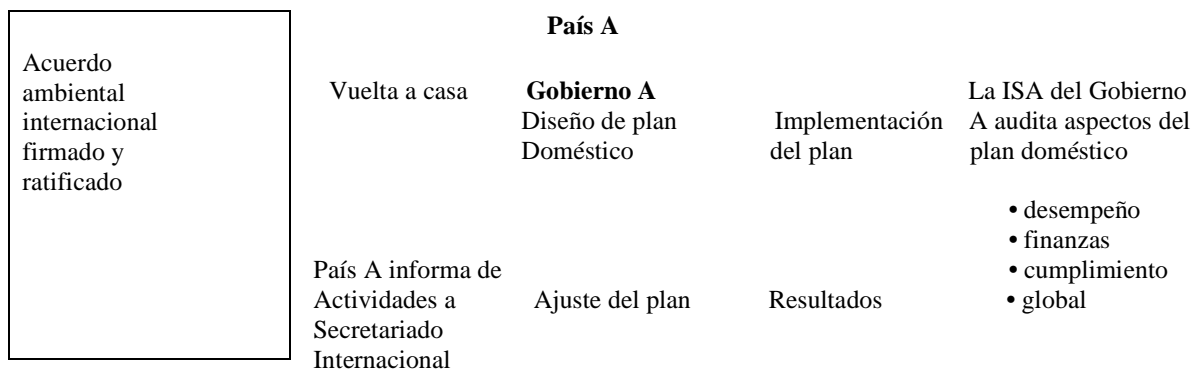 País A
Acuerdo
ambiental
internacional
firmado y
ratificado
Vuelta a casa
Gobierno A
Diseño de plan
Doméstico
Implementación
del plan
La ISA del Gobierno
A audita aspectos del
plan doméstico
• desempeño
• finanzas
• cumplimiento
• global
País A informa de
Actividades a
Secretariado
Internacional
Ajuste del plan
Resultados